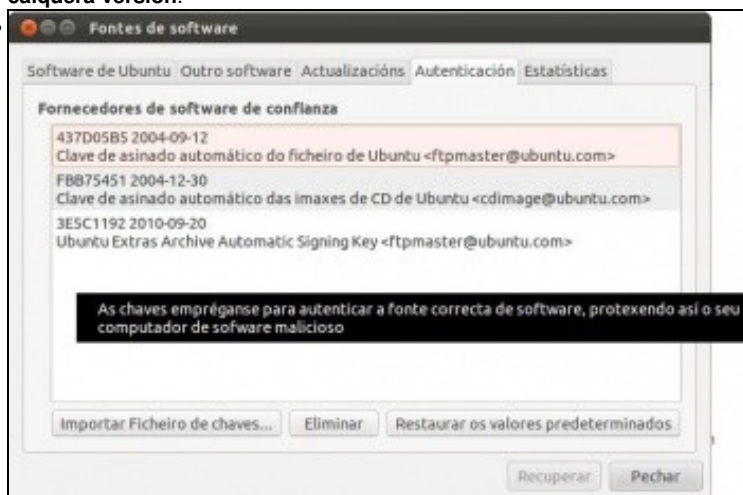 calquera versión.
Fontes de software
Software de Ubuntu Outro software Actualizacións Autenticación Estatísticas
Fornecedores de software de confianza
437D05B5 2004-09-12
Clave de asinado automático do ficheiro de Ubuntu <ftpmaster@ubuntu.com>
FBB75451 2004-12-30
Clave de asinado automático das imaxes de CD de Ubuntu <cdimage@ubuntu.com>
3E5C1192 2010-09-20
Ubuntu Extras Archive Automatic Signing Key <ftpmaster@ubuntu.com>
As chaves empréganse para autenticar a fonte correcta de software, protexendo así o seu
computador de sofware malicioso
Importar Ficheiro de chaves... Eliminar Restaurar os valores predeterminados
Recuperar Pechar